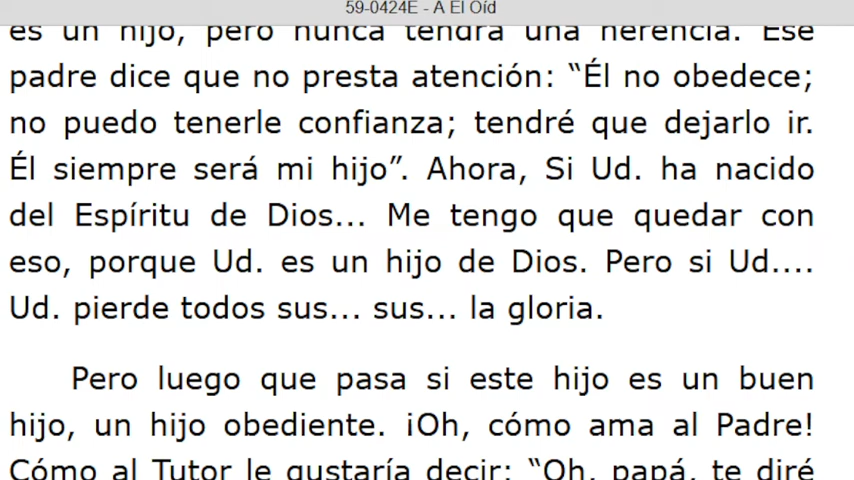 59-0424E - A El Oíd
es un hijo, pero nunca tendrá una herencia. Ese
padre dice que no presta atención: “Él no obedece;
no puedo tenerle confianza; tendré que dejarlo ir.
Él siempre será mi hijo”. Ahora, Si Ud. ha nacido
del Espíritu de Dios... Me tengo que quedar con
eso, porque Ud. es un hijo de Dios. Pero si Ud....
Ud. pierde todos sus... sus... la gloria.
Pero luego que pasa si este hijo es un buen
hijo, un hijo obediente. ¡Oh, cómo ama al Padre!
Cómo al Tutor le gustaría decir: “Oh, papá, te diré